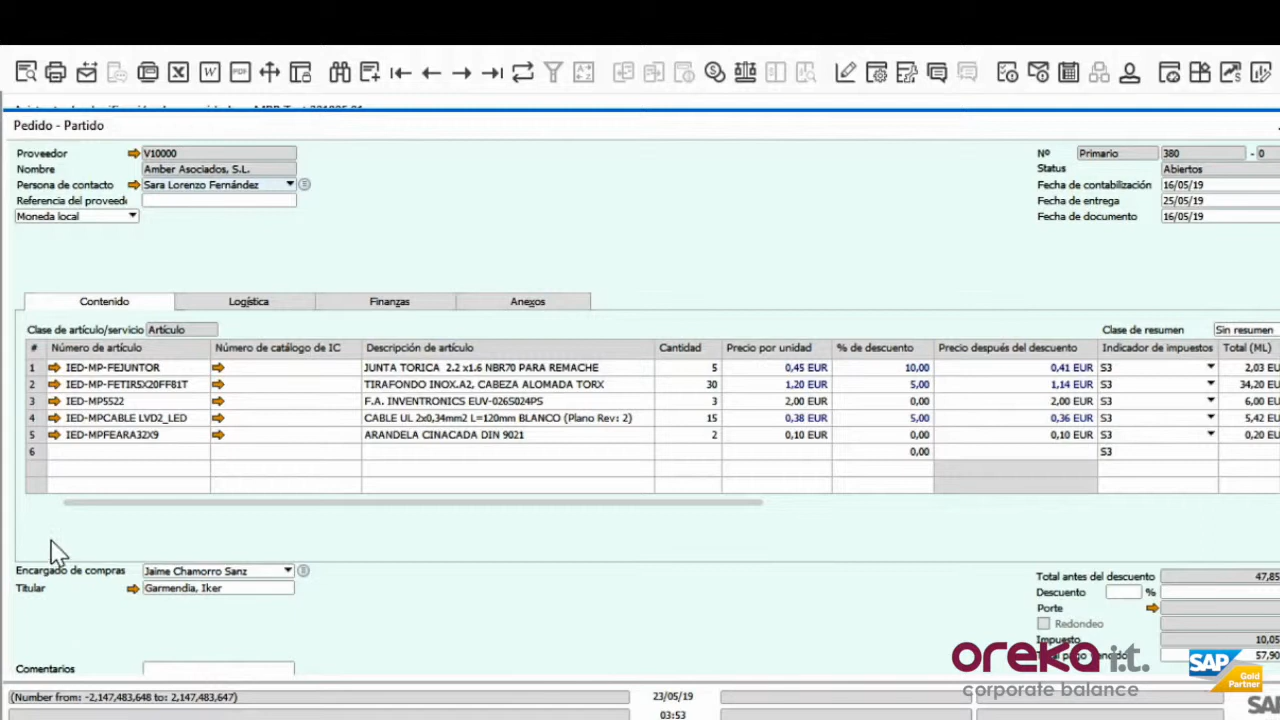 Pedido - Partido
Proveedor V10000
Nombre Amber Asociados, S.L.
Persona de contacto Sara Lorenzo Fernández
Referencia del proveedo
Moneda local
Nº Primario 380 - 0
Status Abiertos
Fecha de contabilización 16/05/19
Fecha de entrega 25/05/19
Fecha de documento 16/05/19
Contenido Logística Finanzas Anexos
Clase de artículo/servicio Artículo Clase de resumen Sin resumen
# Número de artículo Número de catálogo de IC Descripción de artículo Cantidad Precio por unidad % de descuento Precio después del descuento Indicador de impuestos Total (ML)
1 IED-MP-FEJUNTOR JUNTA TORICA 2.2 x1.6 NBR70 PARA REMACHE 5 0,45 EUR 10,00 0,41 EUR S3 2,03 EU
2 IED-MP-FETIR5X20FF81T TIRAFONDO INOX.A2, CABEZA ALOMADA TORX 30 1,20 EUR 5,00 1,14 EUR S3 34,20 EU
3 IED-MP5522 F.A. INVENTRONICS EUV-026S024PS 3 2,00 EUR 0,00 2,00 EUR S3 6,00 EU
4 IED-MPCABLE LVD2_LED CABLE UL 2x0,34mm2 L=120mm BLANCO (Plano Rev: 2) 15 0,38 EUR 5,00 0,36 EUR S3 5,42 EU
5 IED-MPFEARA32X9 ARANDELA CINACADA DIN 9021 2 0,10 EUR 0,00 0,10 EUR S3 0,20 EU
6 0,00 S3
Encargado de compras Jaime Chamorro Sanz
Titular Garmendia, Iker
Comentarios
Total antes del descuento 47,85
Descuento %
Porte
Redondeo
Impuesto 10,05
57,90
oreka i.t.
corporate balance
SAP Gold Partner
(Number from: -2,147,483,648 to: 2,147,483,647) 23/05/19
03:53
SA